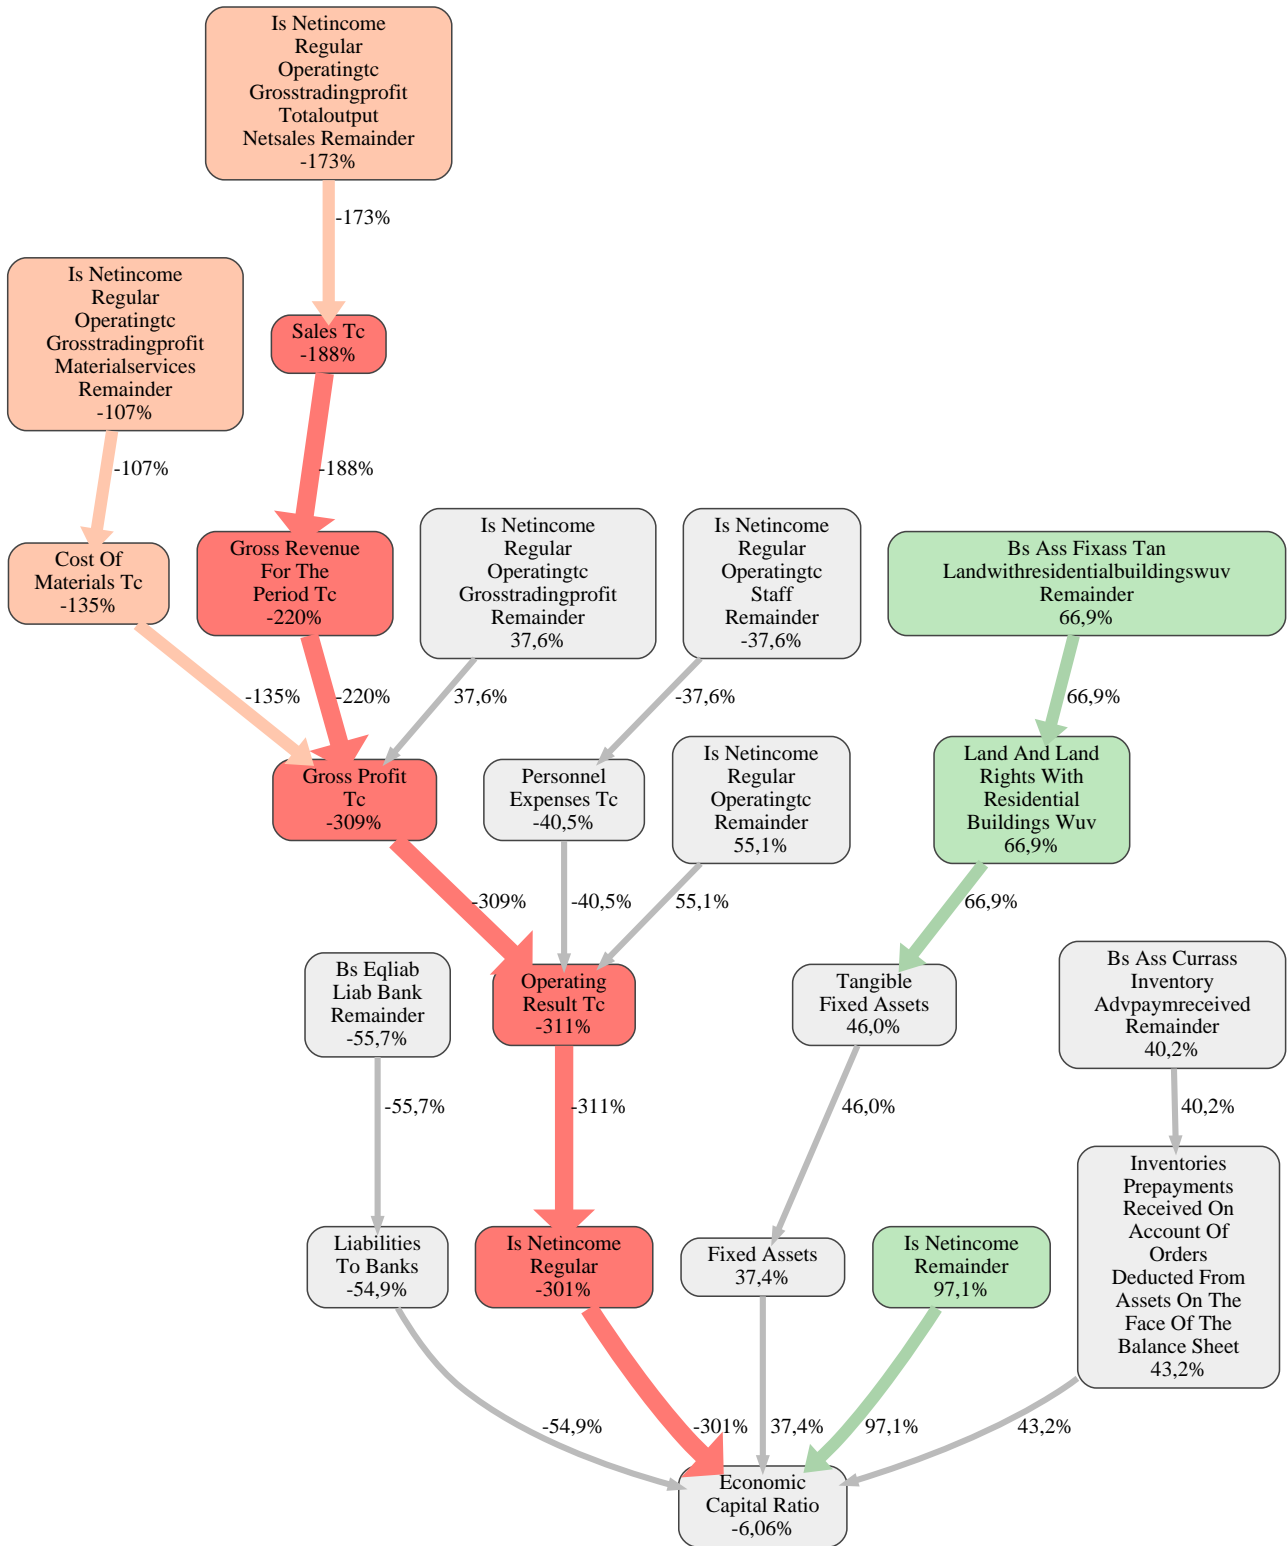 Is Netincome
Regular
Operatingtc
Grosstradingprofit
Totaloutput
Netsales Remainder
-173%
-173%
Is Netincome
Regular
Operatingtc
Grosstradingprofit
Materialservices
Remainder
-107%
Sales Tc
-188%
-107%
-188%
Cost Of
Materials Tc
-135%
Gross Revenue
For The
Period Tc
-220%
Is Netincome
Regular
Operatingtc
Grosstradingprofit
Remainder
37,6%
Is Netincome
Regular
Operatingtc
Staff
Remainder
-37,6%
Bs Ass Fixass Tan
Landwithresidentialbuildingswuv
Remainder
66,9%
-135%
-220%
37,6%
-37,6%
66,9%
Gross Profit
Tc
-309%
Personnel
Expenses Tc
-40,5%
Is Netincome
Regular
Operatingtc
Remainder
55,1%
Land And Land
Rights With
Residential
Buildings Wuv
66,9%
-309%
-40,5%
55,1%
66,9%
Bs Eqliab
Liab Bank
Remainder
-55,7%
Operating
Result Tc
-311%
Tangible
Fixed Assets
46,0%
Bs Ass Currass
Inventory
Advpaymreceived
Remainder
40,2%
-55,7%
-311%
46,0%
40,2%
Liabilities
To Banks
-54,9%
Is Netincome
Regular
-301%
Fixed Assets
37,4%
Is Netincome
Remainder
97,1%
Inventories
Prepayments
Received On
Account Of
Orders
Deducted From
Assets On The
Face Of The
Balance Sheet
43,2%
-54,9%
-301%
37,4%
97,1%
43,2%
Economic
Capital Ratio
-6,06%